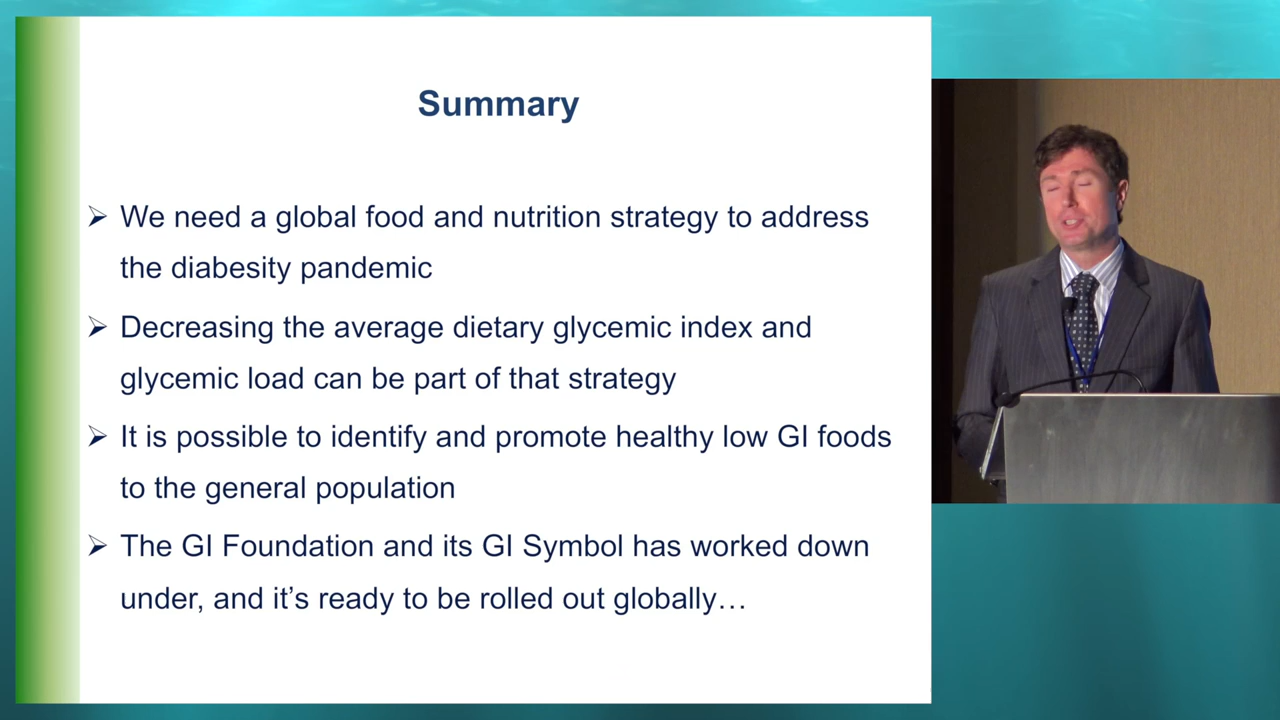 Summary
➢ We need a global food and nutrition strategy to address
the diabesity pandemic
➢ Decreasing the average dietary glycemic index and
glycemic load can be part of that strategy
➢ It is possible to identify and promote healthy low GI foods
to the general population
➢ The GI Foundation and its GI Symbol has worked down
under, and it’s ready to be rolled out globally…